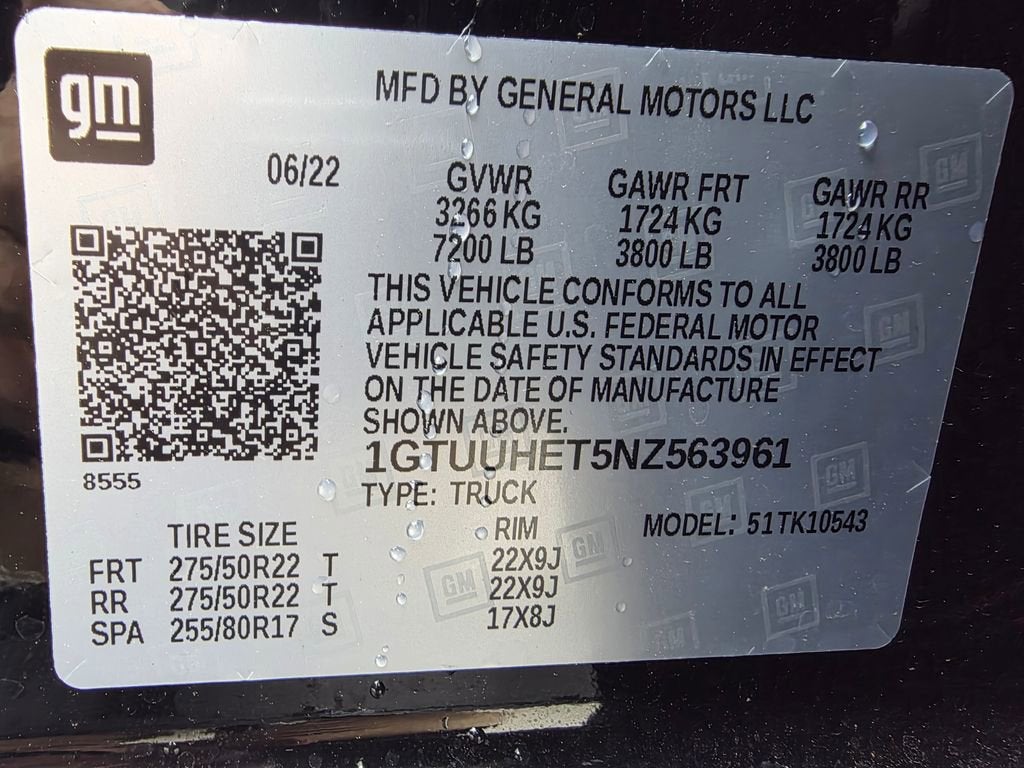 gm
MFD BY GENERAL MOTORS LLC
06/22
GVWR GAWR FRT GAWR RR
3266 KG 1724 KG 1724 KG
7200 LB 3800 LB 3800 LB
THIS VEHICLE CONFORMS TO ALL
APPLICABLE U.S. FEDERAL MOTOR
VEHICLE SAFETY STANDARDS IN EFFECT
ON THE DATE OF MANUFACTURE
SHOWN ABOVE.
1GTUUHET5NZ563961
8555
TYPE: TRUCK
TIRE SIZE RIM MODEL: 51TK10543
FRT 275/50R22 T 22X9J
RR 275/50R22 T 22X9J
SPA 255/80R17 S 17X8J